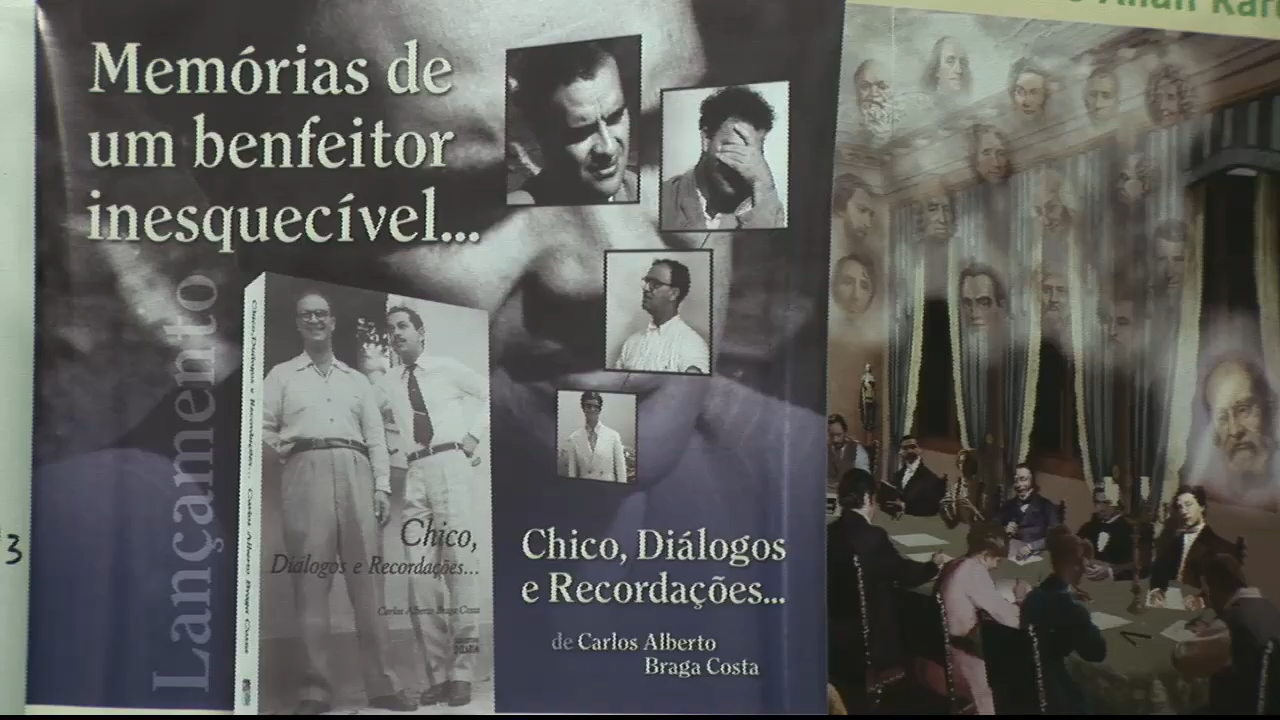 Memórias de
um benfeitor
inesquecível...
Lançamento
Chico,
Diálogos e Recordações...
Carlos Alberto Braga Costa
Chico, Diálogos
e Recordações...
de Carlos Alberto
Braga Costa
3
Allan